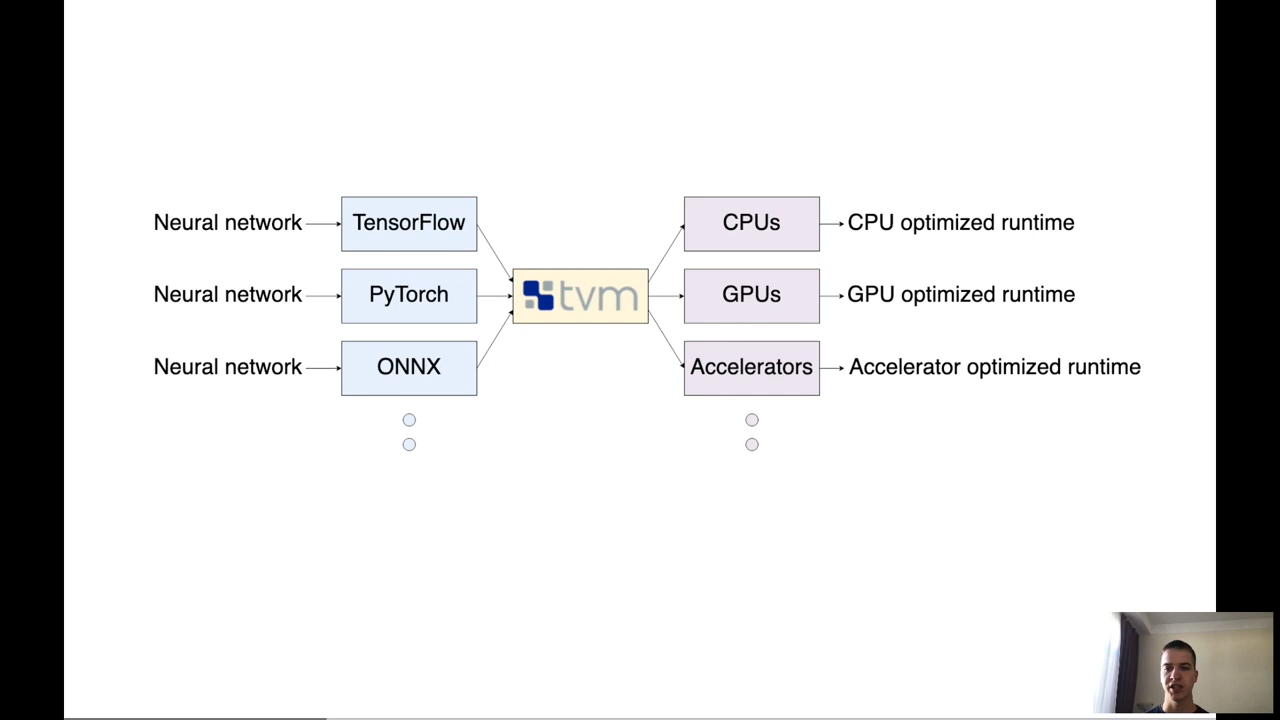 Neural network TensorFlow CPUs CPU optimized runtime
Neural network PyTorch tvm GPUs GPU optimized runtime
Neural network ONNX Accelerators Accelerator optimized runtime